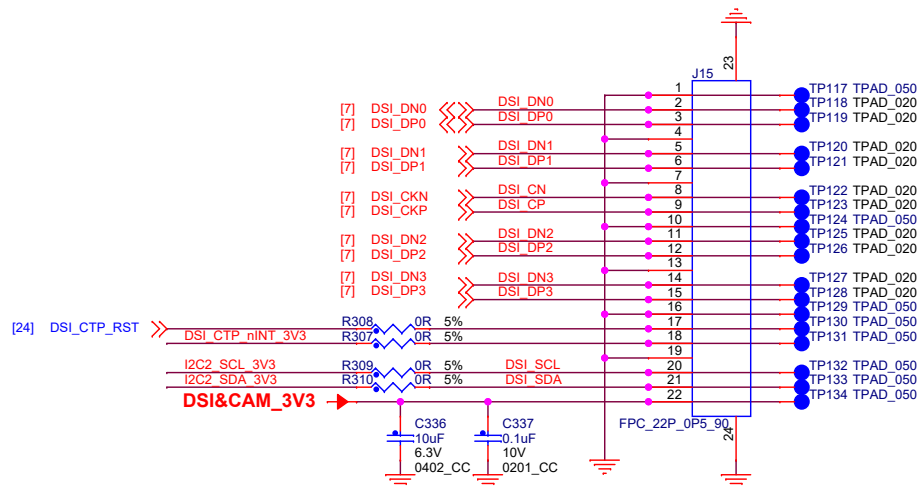 23
J15
1 TP117 TPAD_050
[7] DSI_DN0 DSI_DN0 2 TP118 TPAD_020
[7] DSI_DP0 DSI_DP0 3 TP119 TPAD_020
4
[7] DSI_DN1 DSI_DN1 5 TP120 TPAD_020
[7] DSI_DP1 DSI_DP1 6 TP121 TPAD_020
7
[7] DSI_CKN DSI_CN 8 TP122 TPAD_020
[7] DSI_CKP DSI_CP 9 TP123 TPAD_020
10 TP124 TPAD_050
[7] DSI_DN2 DSI_DN2 11 TP125 TPAD_020
[7] DSI_DP2 DSI_DP2 12 TP126 TPAD_020
13
[7] DSI_DN3 DSI_DN3 14 TP127 TPAD_020
[7] DSI_DP3 DSI_DP3 15 TP128 TPAD_020
16 TP129 TPAD_050
[24] DSI_CTP_RST R308 0R 5% 17 TP130 TPAD_050
DSI_CTP_nINT_3V3 R307 0R 5% 18 TP131 TPAD_050
19
I2C2_SCL_3V3 R309 0R 5% DSI_SCL 20 TP132 TPAD_050
I2C2_SDA_3V3 R310 0R 5% DSI_SDA 21 TP133 TPAD_050
DSI&CAM_3V3 22 TP134 TPAD_050
FPC_22P_0P5_90
24
C336
10uF
6.3V
0402_CC
C337
0.1uF
10V
0201_CC